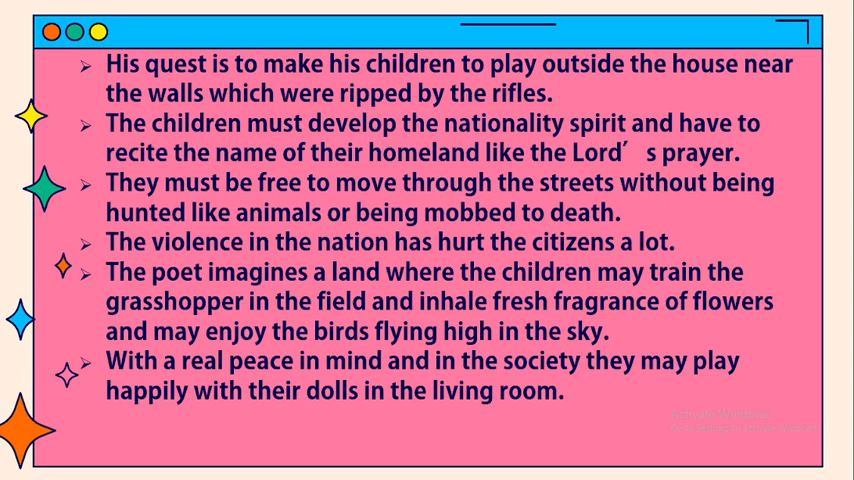 ➢ His quest is to make his children to play outside the house near
the walls which were ripped by the rifles.
➢ The children must develop the nationality spirit and have to
recite the name of their homeland like the Lord’ s prayer.
➢ They must be free to move through the streets without being
hunted like animals or being mobbed to death.
➢ The violence in the nation has hurt the citizens a lot.
➢ The poet imagines a land where the children may train the
grasshopper in the field and inhale fresh fragrance of flowers
and may enjoy the birds flying high in the sky.
➢ With a real peace in mind and in the society they may play
happily with their dolls in the living room.
Activate Windows
Go to Settings to activate Windows.